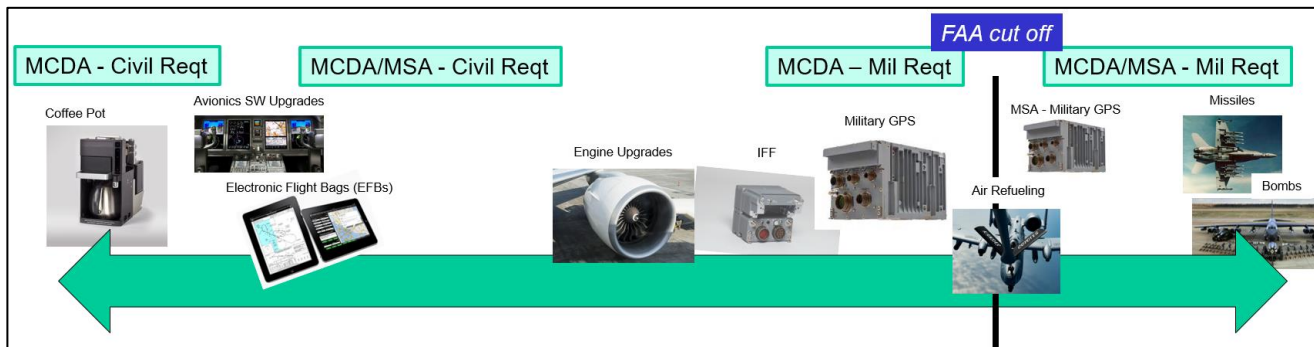 FAA cut off
MCDA - Civil Reqt
MCDA/MSA - Civil Reqt
MCDA – Mil Reqt
MCDA/MSA - Mil Reqt
Coffee Pot
Avionics SW Upgrades
Electronic Flight Bags (EFBs)
Engine Upgrades
IFF
Military GPS
Air Refueling
MSA - Military GPS
Missiles
Bombs